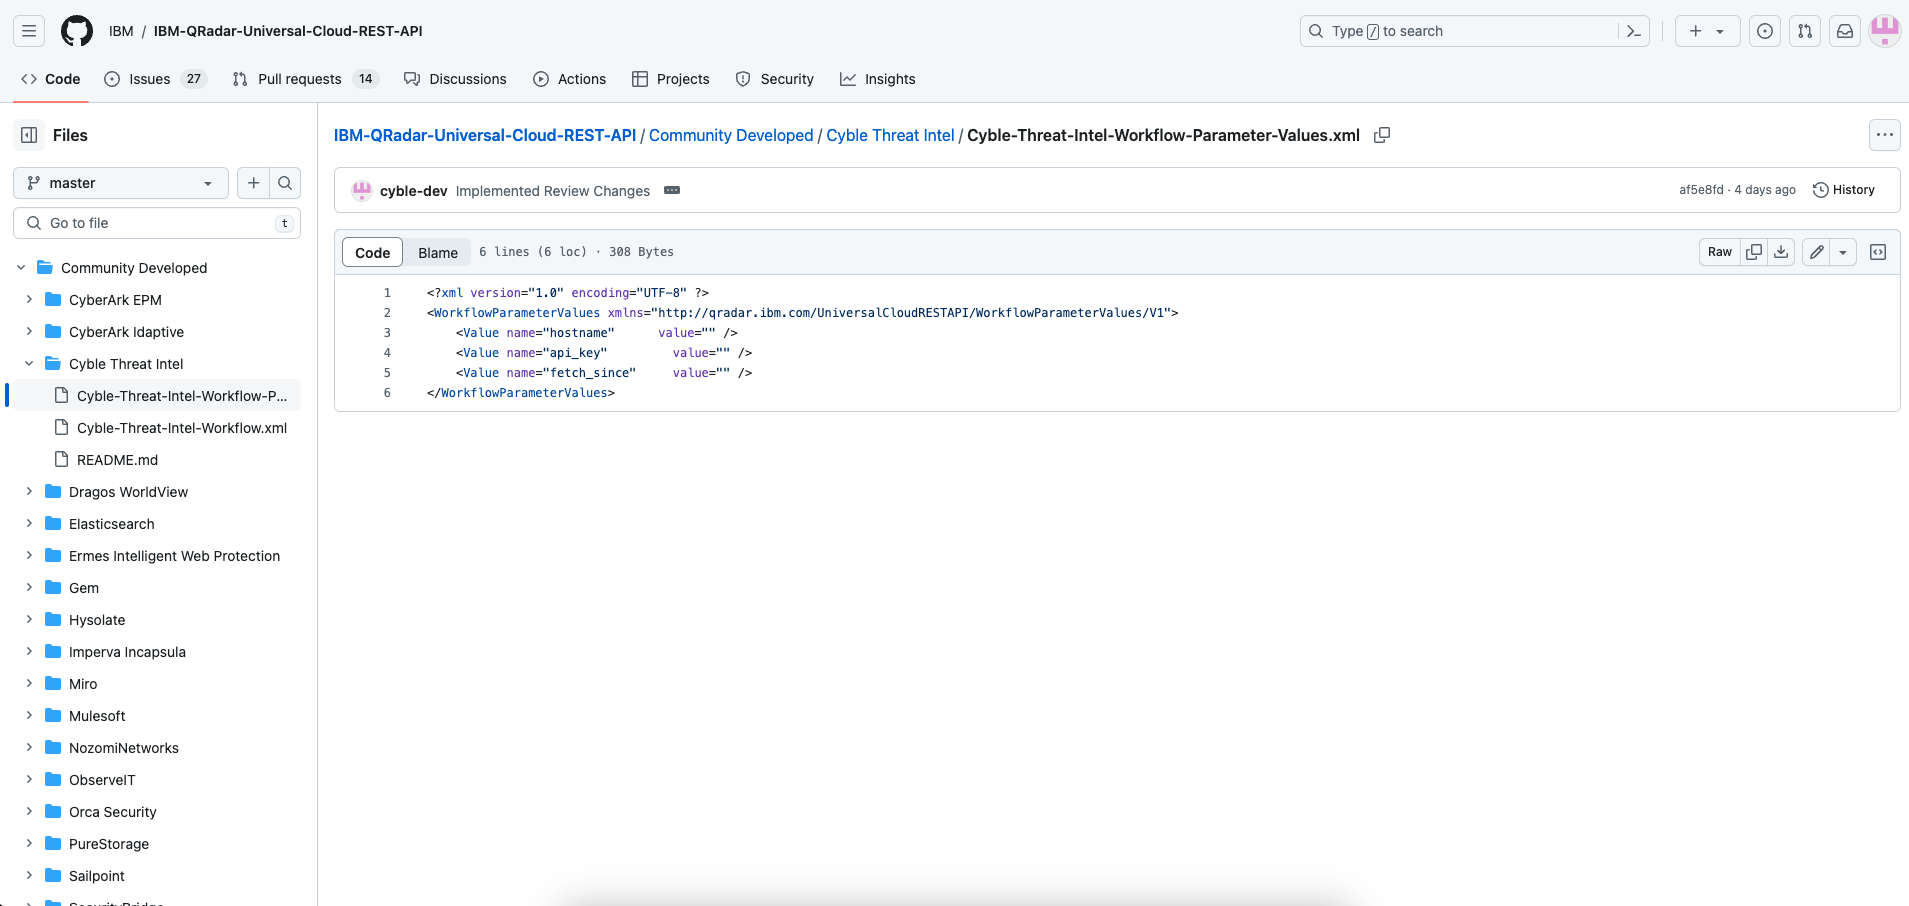 IBM / IBM-QRadar-Universal-Cloud-REST-API
Type / to search
Code
Issues 27
Pull requests 14
Discussions
Actions
Projects
Security
Insights
Files
master
Go to file
t
Community Developed
CyberArk EPM
CyberArk Idaptive
Cyble Threat Intel
Cyble-Threat-Intel-Workflow-P...
Cyble-Threat-Intel-Workflow.xml
README.md
Dragos WorldView
Elasticsearch
Ermes Intelligent Web Protection
Gem
Hysolate
Imperva Incapsula
Miro
Mulesoft
NozomiNetworks
ObserveIT
Orca Security
PureStorage
Sailpoint
IBM-QRadar-Universal-Cloud-REST-API / Community Developed / Cyble Threat Intel / Cyble-Threat-Intel-Workflow-Parameter-Values.xml
cyble-dev Implemented Review Changes
af5e8fd · 4 days ago
History
Code Blame 6 lines (6 loc) · 308 Bytes
Raw
1 <?xml version="1.0" encoding="UTF-8" ?>
2 <WorkflowParameterValues xmlns="http://qradar.ibm.com/UniversalCloudRESTAPI/WorkflowParameterValues/V1">
3 <Value name="hostname" value="" />
4 <Value name="api_key" value="" />
5 <Value name="fetch_since" value="" />
6 </WorkflowParameterValues>